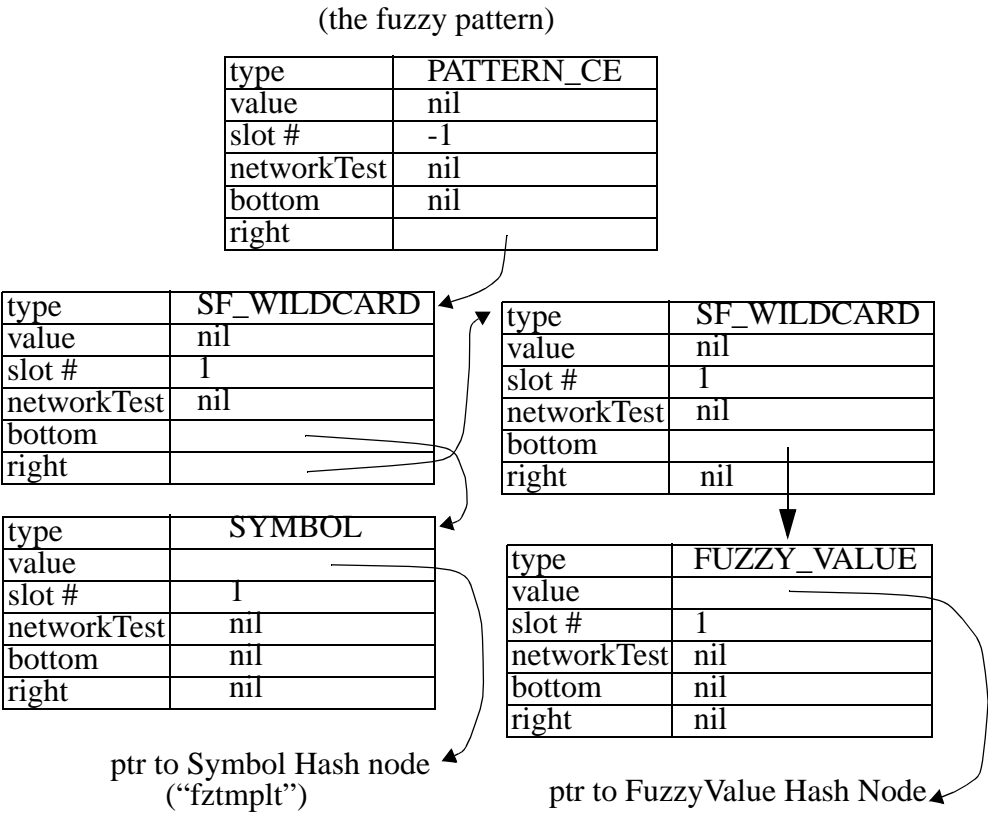 (the fuzzy pattern)
type PATTERN_CE
value nil
slot # -1
networkTest nil
bottom nil
right
type SF_WILDCARD
value nil
slot # 1
networkTest nil
bottom
right
type SF_WILDCARD
value nil
slot # 1
networkTest nil
bottom
right nil
type SYMBOL
value
slot # 1
networkTest nil
bottom nil
right nil
type FUZZY_VALUE
value
slot # 1
networkTest nil
bottom nil
right nil
ptr to Symbol Hash node
(“fztmplt”)
ptr to FuzzyValue Hash Node